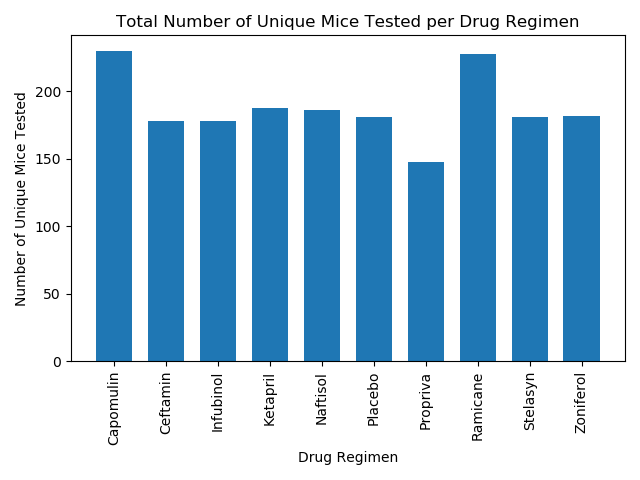 Total Number of Unique Mice Tested per Drug Regimen
Number of Unique Mice Tested
200
150
100
50
0
Capomulin
Ceftamin
Infubinol
Ketapril
Naftisol
Placebo
Propriva
Ramicane
Stelasyn
Zoniferol
Drug Regimen